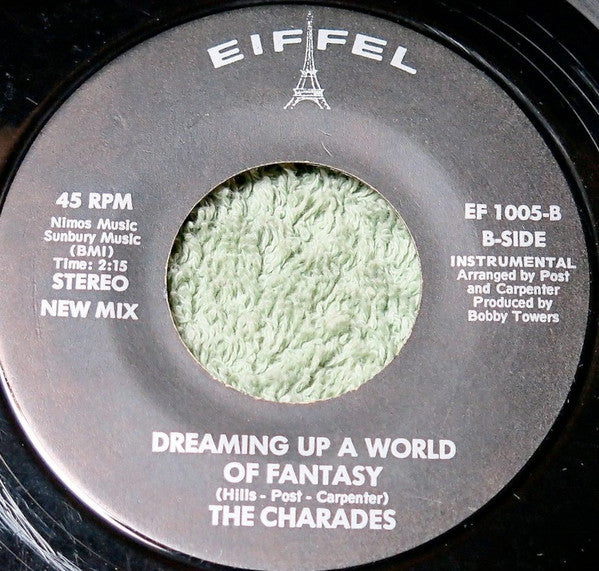 EIFFEL
45 RPM
Nimos Music
Sunbury Music
(BMI)
Time: 2:15
STEREO
NEW MIX
EF 1005-B
B-SIDE
INSTRUMENTAL
Arranged by Post
and Carpenter
Produced by
Bobby Towers
DREAMING UP A WORLD
OF FANTASY
(Hills - Post - Carpenter)
THE CHARADES